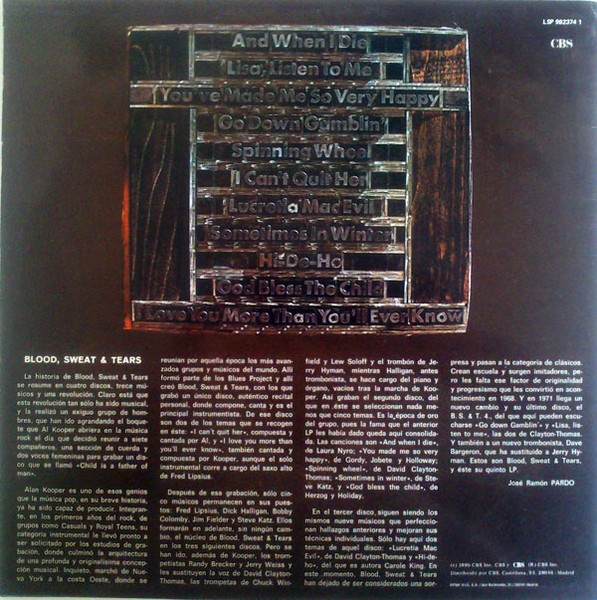 LSP 982374 1
CBS
And When I Die
Lisa, Listen To Me
You've Made Me So Very Happy
Go Down Gamblin'
Spinning Wheel
I Can't Quit Her
Lucretia Mac Evil
Sometimes In Winter
Hi-De-Ho
God Bless The Child
I Love You More Than You'll Ever Know
BLOOD, SWEAT & TEARS
La historia de Blood, Sweat & Tears
se resume en cuatro discos, trece mú-
sicos y una revolución. Claro está que
esta revolución tan sólo ha sido musical,
y la realizó un exiguo grupo de hom-
bres, que han ido agrandando el boque-
te que Al Kooper abriera en la música
rock el día que decidió reunir a siete
compañeros, una sección de cuerda y
dos voces femeninas para grabar un dis-
co que se llamó «Child is a father of
man».
Alan Kooper es uno de esos genios
que la música pop, en su breve historia,
ya ha sido capaz de producir. Integran-
te, en los primeros años del rock, de
grupos como Casuals y Royal Teens, su
categoría instrumental le llevó pronto a
ser solicitado por los estudios de gra-
bación, donde culminó la arquitectura
de una profunda y originalísima concep-
ción musical. Inquieto, marchó de Nue-
va York a la costa Oeste, donde se
reunían por aquella época los más avan-
zados grupos y músicos del mundo. Allí
formó parte de los Blues Project y allí
creó Blood, Sweat & Tears, con los que
grabó un único disco, auténtico recital
personal, donde compone, canta y es el
principal instrumentista. De ese disco
son dos de los temas que se recogen
en éste: «I can't quit her», compuesta y
cantada por Al, y «I love you more than
you'll ever know», también cantada y
compuesta por Kooper, aunque el solo
instrumental corre a cargo del saxo alto
de Fred Lipsius.
Después de esa grabación, sólo cin-
co músicos permanecen en sus pues-
tos: Fred Lipsius, Dick Halligan, Bobby
Colomby, Jim Fielder y Steve Katz. Ellos
formarán en adelante, sin ningún cam-
bio, el núcleo de Blood, Sweat & Tears
en los tres siguientes discos. Pero se
han ido, además de Kooper, los trom-
petistas Randy Brecker y Jerry Weiss y
les sustituyen la voz de David Clayton-
Thomas, las trompetas de Chuck Win-
field y Lew Soloff y el trombón de Je-
rry Hyman, mientras Halligan, antes
trombonista, se hace cargo del piano y
órgano, vacíos tras la marcha de Koo-
per. Así graban el segundo disco, del
que en éste se seleccionan nada me-
nos que cinco temas. Es la época de oro
del grupo, pues la fama que el anterior
LP les había dado queda aquí consolida-
da. Las canciones son «And when I die»,
de Laura Nyro; «You made me so very
happy», de Gordy, Jobete y Holloway;
«Spinning wheel», de David Clayton-
Thomas; «Sometimes in winter», de Ste-
ve Katz, y «God bless the child», de
Herzog y Holiday.
En el tercer disco, siguen siendo los
mismos nueve músicos que perfeccio-
nan hallazgos anteriores y mejoran sus
técnicas individuales. Sólo hay aquí dos
temas de aquel disco: «Lucretia Mac
Evil», de David Clayton-Thomas y «Hi-de-
ho», del que es autora Carole King. En
este momento, Blood, Sweat & Tears
han dejado de ser considerados una sor-
presa y pasan a la categoría de clásicos.
Crean escuela y surgen imitadores, pe-
ro les falta ese factor de originalidad
y progresismo que les convirtió en acon-
tecimiento en 1968. Y en 1971 llega un
nuevo cambio y su último disco, el
B. S. & T.-4, del que aquí pueden escu-
charse «Go down Gamblin'» y «Lisa, lis-
ten to me», las dos de Clayton-Thomas.
Y también a un nuevo trombonista, Dave
Bargeron, que ha sustituido a Jerry Hy-
man. Estos son Blood, Sweat & Tears,
y éste su quinto LP.
José Ramón PARDO
CBS Inc. CBS y CBS (R) CBS Inc.
Distribuido por CBS, Madrid